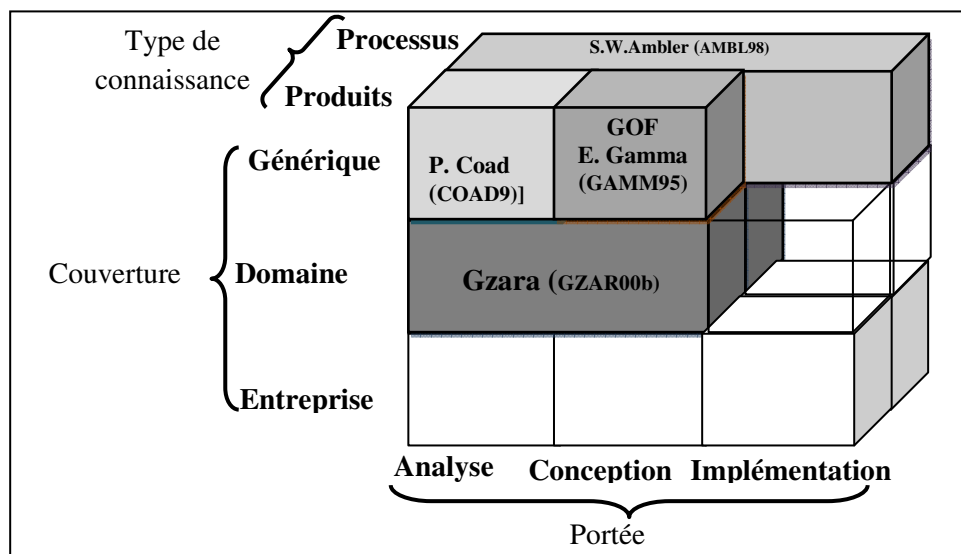 Type de
connaissance
Processus
Produits
S.W.Ambler (AMBL98)
Couverture
Générique
Domaine
Entreprise
P. Coad
(COAD9)]
GOF
E. Gamma
(GAMM95)
Gzara (GZAR00b)
Analyse Conception Implémentation
Portée